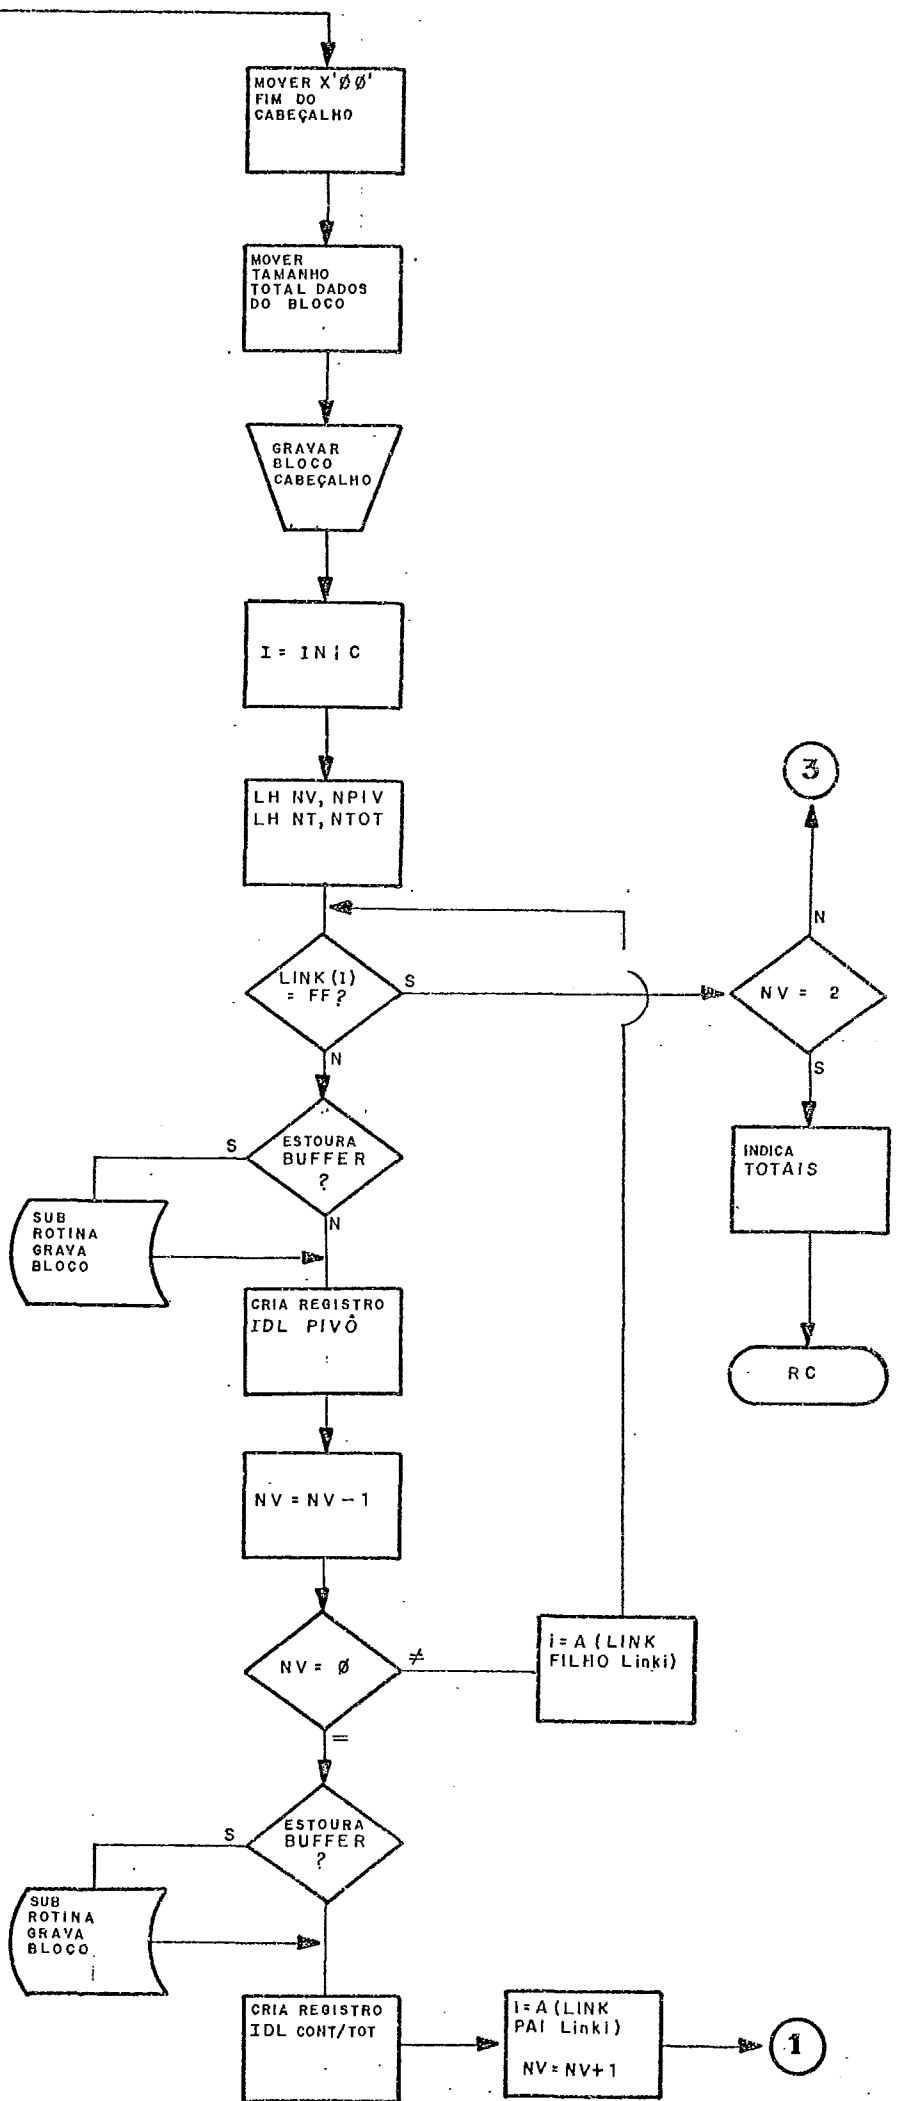 MOVER X'ØØ'
FIM DO
CABEÇALHO
MOVER
TAMANHO
TOTAL DADOS
DO BLOCO
GRAVAR
BLOCO
CABEÇALHO
I = INIC
LH NV, NPIV
LH NT, NTOT
3
N
LINK (I)
= FF?
S
NV = 2
N
S
ESTOURA
BUFFER
?
S
N
INDICA
TOTAIS
SUB
ROTINA
GRAVA
BLOCO
CRIA REGISTRO
IDL PIVÔ
RC
NV = NV - 1
NV = Ø
≠
i = A (LINK
FILHO Linki)
=
ESTOURA
BUFFER
?
S
SUB
ROTINA
GRAVA
BLOCO
CRIA REGISTRO
IDL CONT/TOT
i = A (LINK
PAI Linki)
NV = NV + 1
1